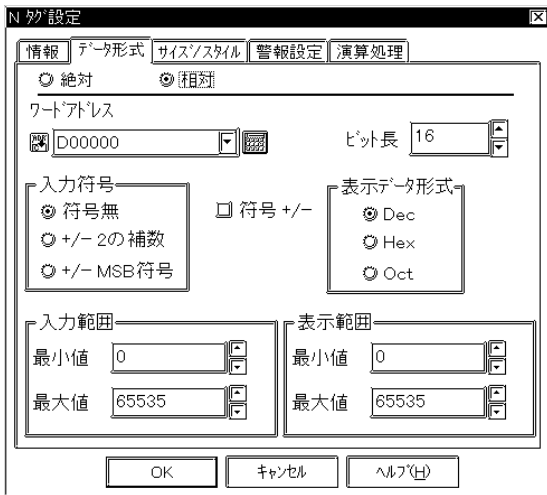 N ﾀｸﾞ設定
情報 ﾃﾞｰﾀ形式 ｻｲｽﾞ/ｽﾀｲﾙ 警報設定 演算処理
絶対 相対
ﾜｰﾄﾞｱﾄﾞﾚｽ
D00000 ﾋﾞｯﾄ長 16
入力符号
符号無
+/- 2の補数
+/- MSB符号
符号 +/-
表示ﾃﾞｰﾀ形式
Dec
Hex
Oct
入力範囲
最小値 0
最大値 65535
表示範囲
最小値 0
最大値 65535
OK ｷｬﾝｾﾙ ﾍﾙﾌﾟ(H)